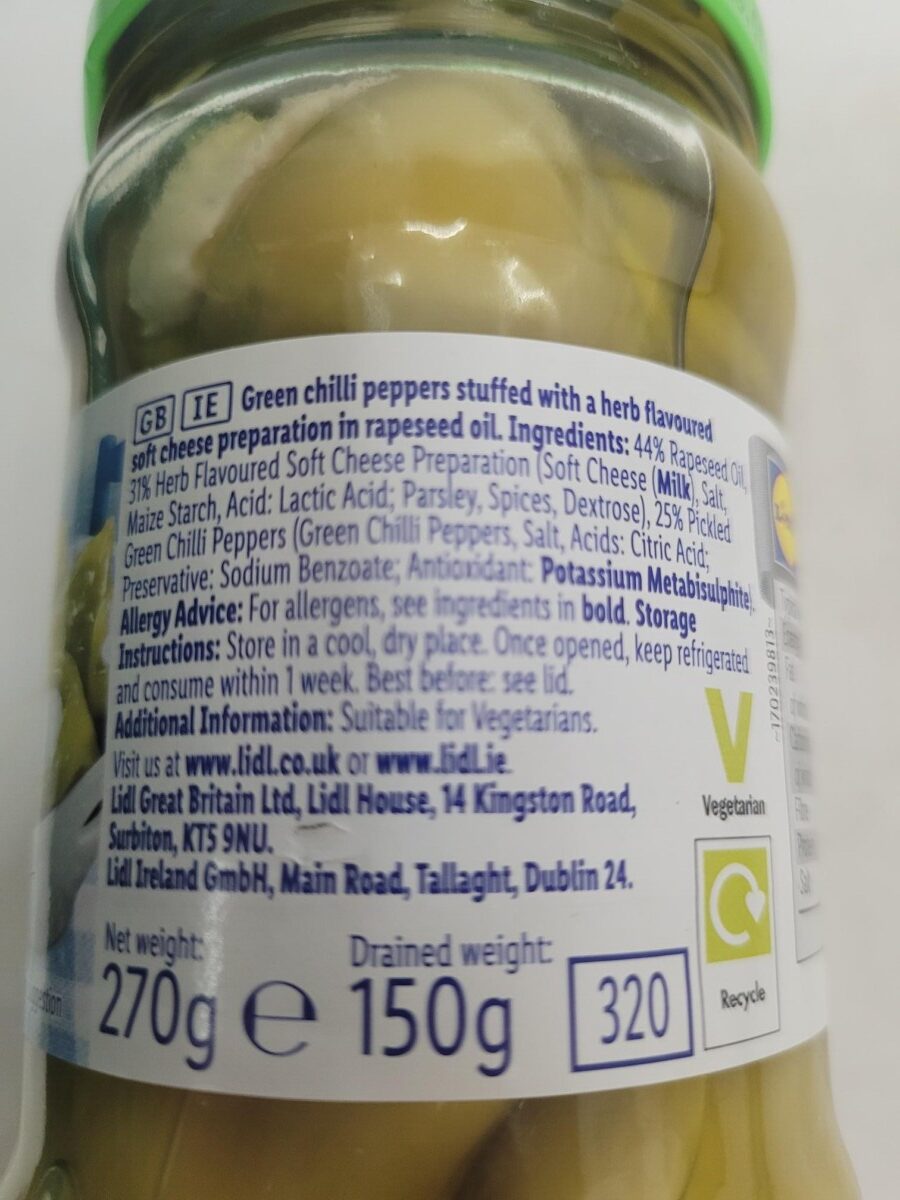 GB IE Green chilli peppers stuffed with a herb flavoured
soft cheese preparation in rapeseed oil. Ingredients: 44% Rapeseed Oil,
31% Herb Flavoured Soft Cheese Preparation (Soft Cheese (Milk), Salt,
Maize Starch, Acid: Lactic Acid; Parsley, Spices, Dextrose), 25% Pickled
Green Chilli Peppers (Green Chilli Peppers, Salt, Acids: Citric Acid;
Preservative: Sodium Benzoate; Antioxidant: Potassium Metabisulphite).
Allergy Advice: For allergens, see ingredients in bold. Storage
Instructions: Store in a cool, dry place. Once opened, keep refrigerated
and consume within 1 week. Best before: see lid.
Additional Information: Suitable for Vegetarians.
Visit us at www.lidl.co.uk or www.lidl.ie.
Lidl Great Britain Ltd, Lidl House, 14 Kingston Road,
Surbiton, KT5 9NU.
Lidl Ireland GmbH, Main Road, Tallaght, Dublin 24.
V
Vegetarian
Recycle
Net weight: Drained weight:
270g e 150g 320